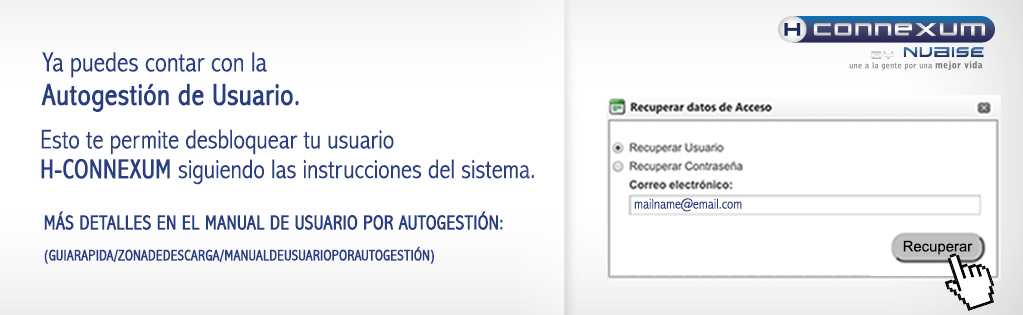 Ya puedes contar con la
Autogestión de Usuario.
Esto te permite desbloquear tu usuario
H-CONNEXUM siguiendo las instrucciones del sistema.
MÁS DETALLES EN EL MANUAL DE USUARIO POR AUTOGESTIÓN:
(GUIARAPIDA/ZONADEDESCARGA/MANUALDEUSUARIOPORAUTOGESTIÓN)
H CONNEXUM
BY NUBISE
une a la gente por una mejor vida
Recuperar datos de Acceso
Recuperar Usuario
Recuperar Contraseña
Correo electrónico:
mailname@email.com
Recuperar